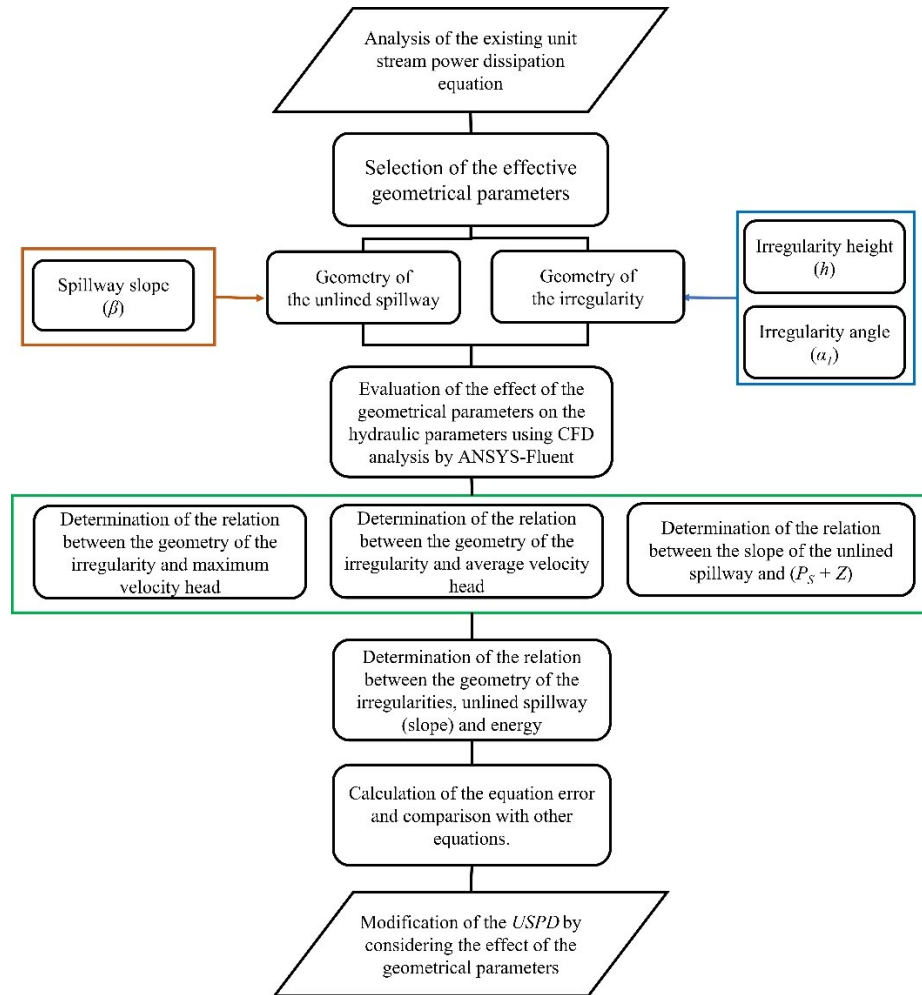 Analysis of the existing unit
stream power dissipation
equation
Selection of the effective
geometrical parameters
Spillway slope
(β)
Geometry of
the unlined spillway
Geometry of
the irregularity
Irregularity height
(h)
Irregularity angle
(α₁)
Evaluation of the effect of the
geometrical parameters on the
hydraulic parameters using CFD
analysis by ANSYS-Fluent
Determination of the relation
between the geometry of the
irregularity and maximum
velocity head
Determination of the relation
between the geometry of the
irregularity and average velocity
head
Determination of the relation
between the slope of the unlined
spillway and (P_S + Z)
Determination of the relation
between the geometry of the
irregularities, unlined spillway
(slope) and energy
Calculation of the equation error
and comparison with other
equations.
Modification of the USPD by
considering the effect of the
geometrical parameters